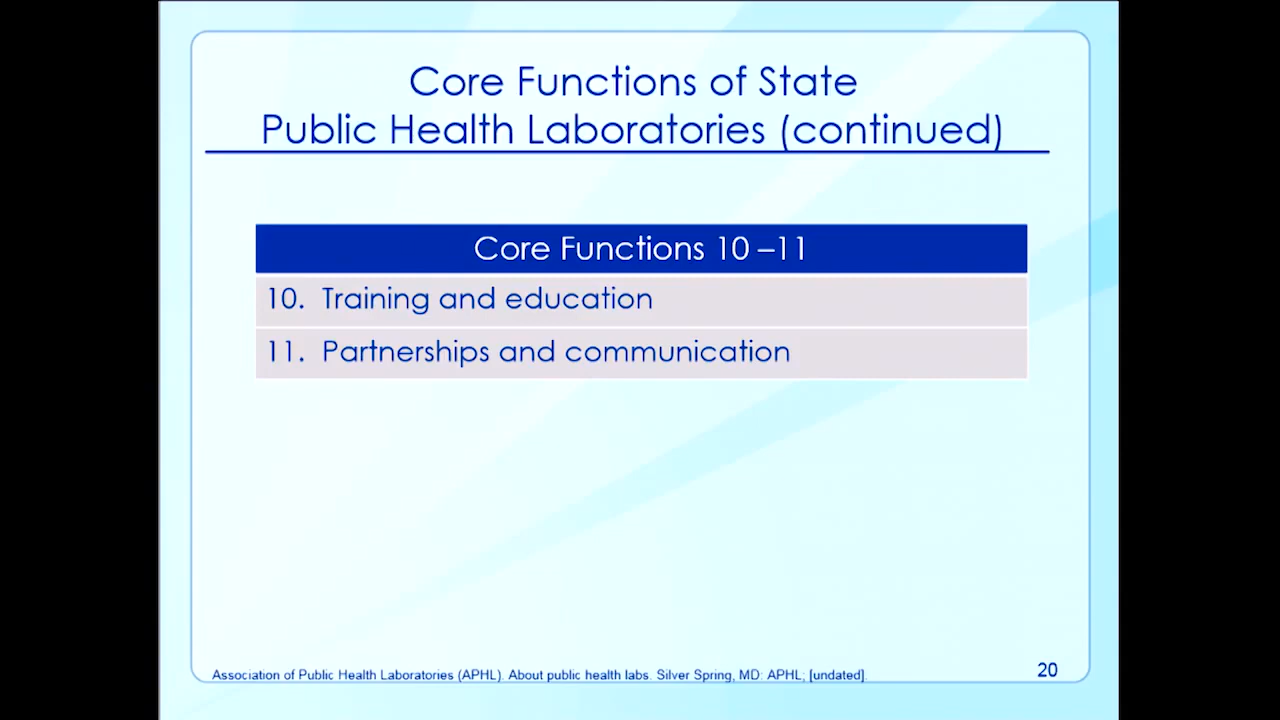 Core Functions of State
Public Health Laboratories (continued)
Core Functions 10 –11
10. Training and education
11. Partnerships and communication
Association of Public Health Laboratories (APHL). About public health labs. Silver Spring, MD: APHL; [undated].
20